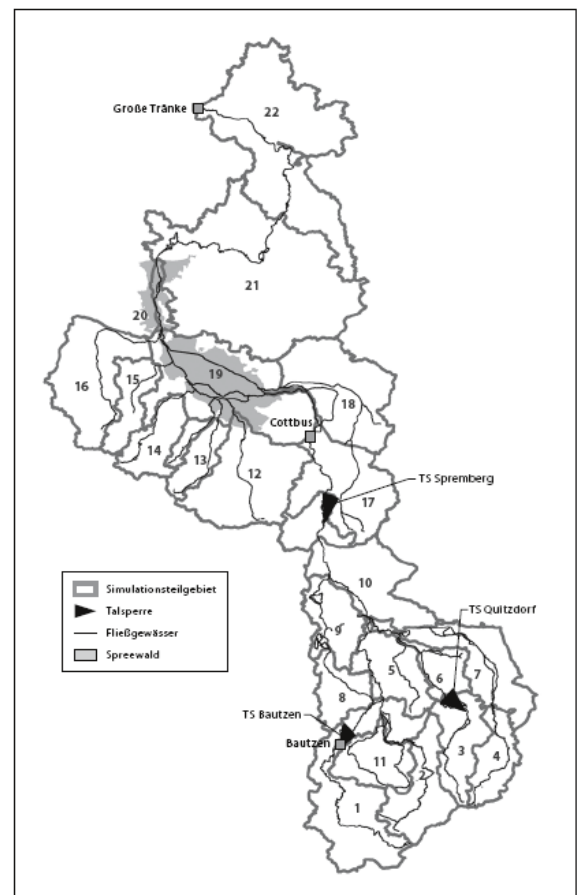 Große Tränke
22
21
20
19
16
15
18
Cottbus
14
13
12
TS Spremberg
17
10
Simulationsteilgebiet
Talsperre
Fließgewässer
Spreewald
TS Quitzdorf
9
5
6
7
8
TS Bautzen
Bautzen
11
2
3
4
1